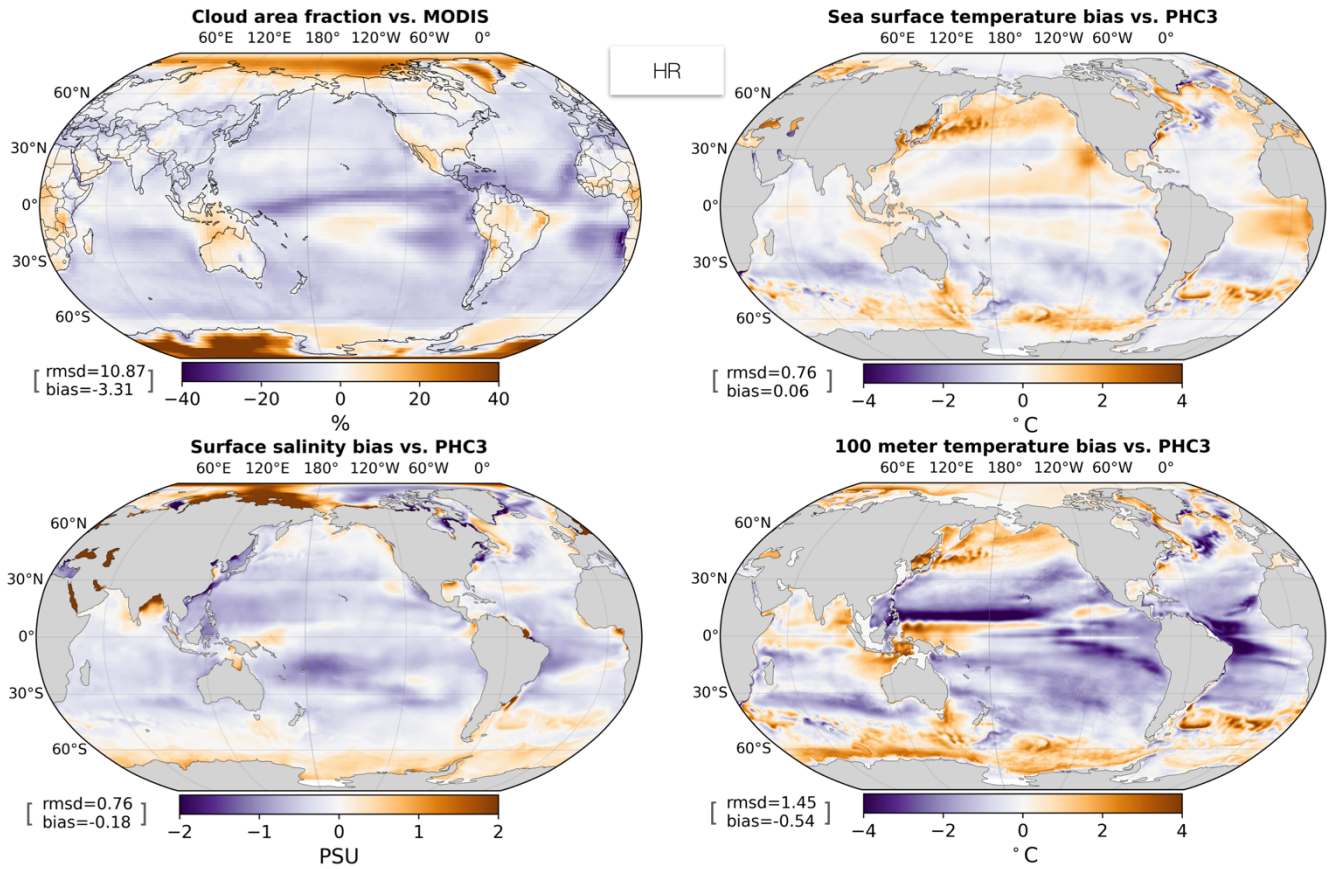 Cloud area fraction vs. MODIS
60°E 120°E 180° 120°W 60°W 0°
60°N
30°N
0°
30°S
60°S
[ rmsd=10.87
bias=-3.31 ]
−40 −20 0 20 40
%
HR
Sea surface temperature bias vs. PHC3
60°E 120°E 180° 120°W 60°W 0°
60°N
30°N
0°
30°S
60°S
[ rmsd=0.76
bias=0.06 ]
−4 −2 0 2 4
°C
Surface salinity bias vs. PHC3
60°E 120°E 180° 120°W 60°W 0°
60°N
30°N
0°
30°S
60°S
[ rmsd=0.76
bias=-0.18 ]
−2 −1 0 1 2
PSU
100 meter temperature bias vs. PHC3
60°E 120°E 180° 120°W 60°W 0°
60°N
30°N
0°
30°S
60°S
[ rmsd=1.45
bias=-0.54 ]
−4 −2 0 2 4
°C